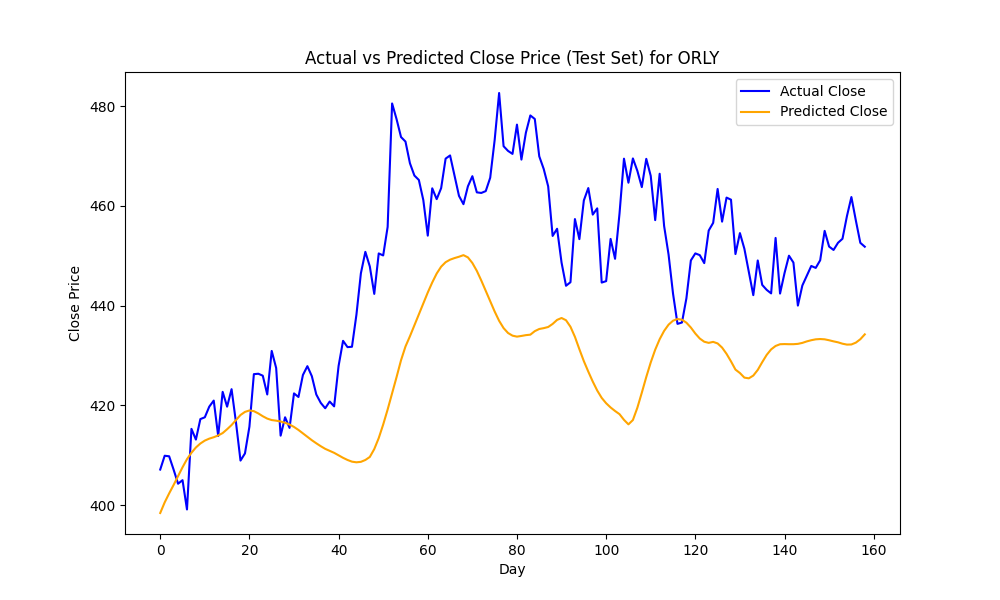 Actual vs Predicted Close Price (Test Set) for ORLY
Actual Close
Predicted Close
Close Price
480
460
440
420
400
0 20 40 60 80 100 120 140 160
Day